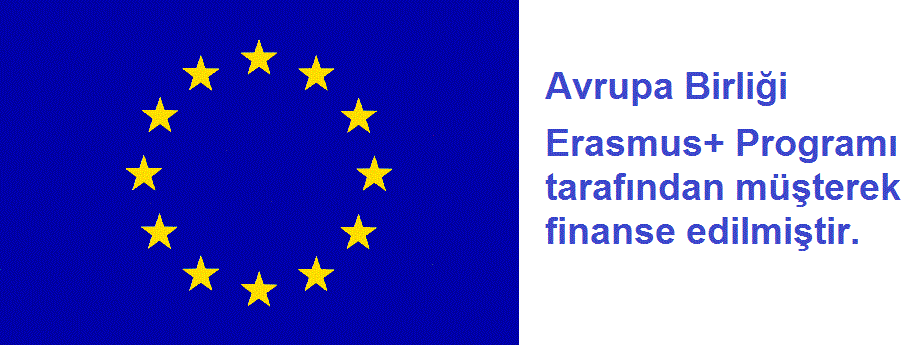 Avrupa Birliği
Erasmus+ Programı
tarafından müşterek
finanse edilmiştir.